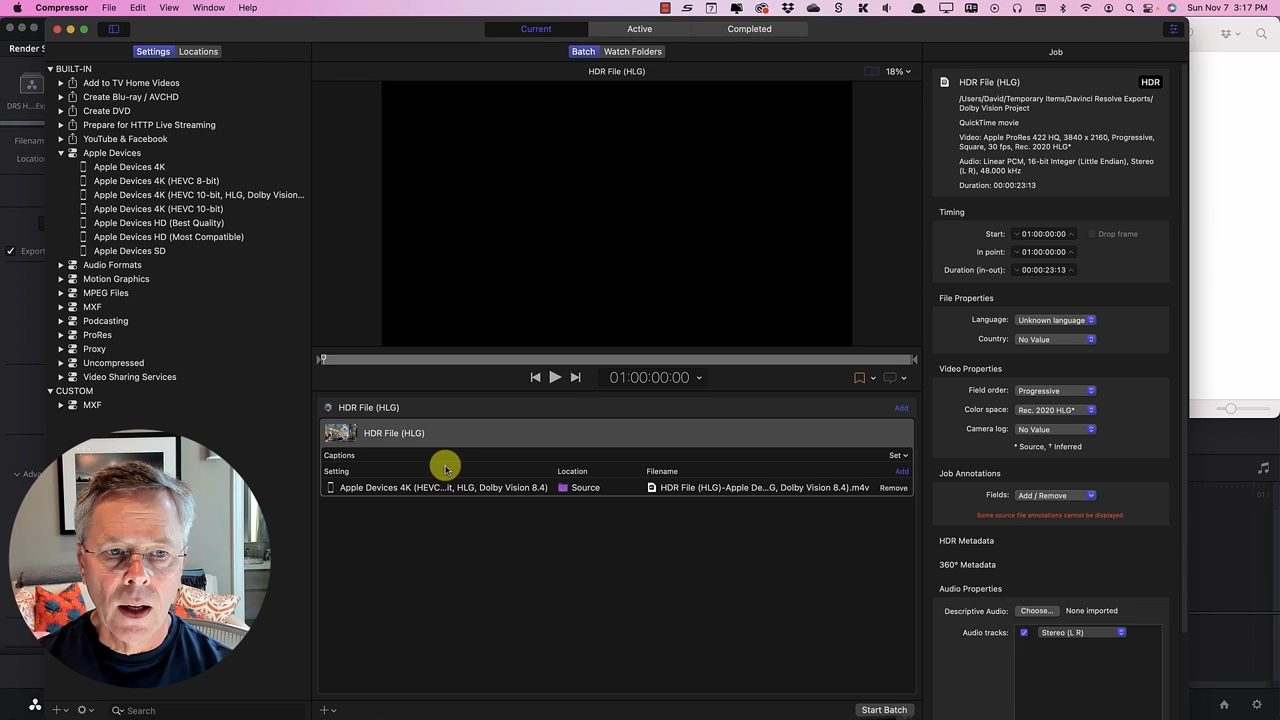 Compressor File Edit View Window Help
7
Sun Nov 7 3:17 PM
Current
Active
Completed
Settings Locations
Batch Watch Folders
Job
BUILT-IN
Add to TV Home Videos
Create Blu-ray / AVCHD
Create DVD
Prepare for HTTP Live Streaming
YouTube & Facebook
Apple Devices
Apple Devices 4K
Apple Devices 4K (HEVC 8-bit)
Apple Devices 4K (HEVC 10-bit, HLG, Dolby Vision...
Apple Devices 4K (HEVC 10-bit)
Apple Devices HD (Best Quality)
Apple Devices HD (Most Compatible)
Apple Devices SD
Audio Formats
Motion Graphics
MPEG Files
MXF
Podcasting
ProRes
Proxy
Uncompressed
Video Sharing Services
CUSTOM
MXF
Search
Render S
DRS H....Exp
Filename
Location
Export
Adva
HDR File (HLG)
18%
01:00:00:00
HDR File (HLG)
Add
HDR File (HLG)
Captions
Set
Setting
Location
Filename
Add
Apple Devices 4K (HEVC...it, HLG, Dolby Vision 8.4)
Source
HDR File (HLG)-Apple De...G, Dolby Vision 8.4).m4v
Remove
Start Batch
HDR File (HLG)
HDR
/Users/David/Temporary Items/Davinci Resolve Exports/
Dolby Vision Project
QuickTime movie
Video: Apple ProRes 422 HQ, 3840 x 2160, Progressive,
Square, 30 fps, Rec. 2020 HLG*
Audio: Linear PCM, 16-bit Integer (Little Endian), Stereo
(L R), 48.000 kHz
Duration: 00:00:23:13
Timing
Start: 01:00:00:00 Drop frame
In point: 01:00:00:00
Duration (in-out): 00:00:23:13
File Properties
Language: Unknown language
Country: No Value
Video Properties
Field order: Progressive
Color space: Rec. 2020 HLG*
Camera log: No Value
* Source, † Inferred
Job Annotations
Fields: Add / Remove
Some source file annotations cannot be displayed.
HDR Metadata
360° Metadata
Audio Properties
Descriptive Audio: Choose... None imported
Audio tracks: Stereo (L R)